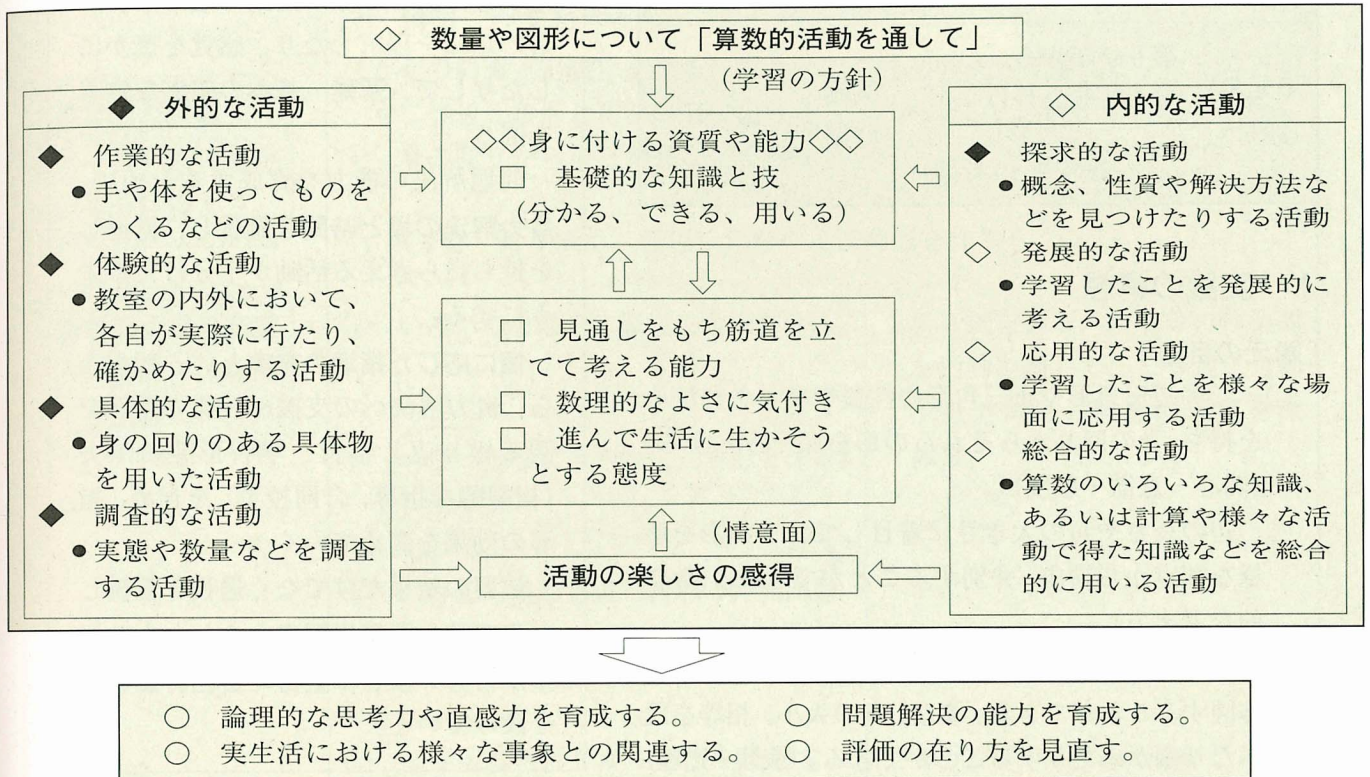 ◇ 数量や図形について「算数的活動を通して」
(学習の方針)
◆ 外的な活動
◆ 作業的な活動
●手や体を使ってものを
つくるなどの活動
◆ 体験的な活動
●教室の内外において、
各自が実際に行たり、
確かめたりする活動
◆ 具体的な活動
●身の回りのある具体物
を用いた活動
◆ 調査的な活動
●実態や数量などを調査
する活動
◇◇身に付ける資質や能力◇◇
□ 基礎的な知識と技
(分かる、できる、用いる)
□ 見通しをもち筋道を立
てて考える能力
□ 数理的なよさに気付き
□ 進んで生活に生かそう
とする態度
(情意面)
活動の楽しさの感得
◇ 内的な活動
◆ 探求的な活動
●概念、性質や解決方法な
どを見つけたりする活動
◇ 発展的な活動
●学習したことを発展的に
考える活動
◇ 応用的な活動
●学習したことを様々な場
面に応用する活動
◇ 総合的な活動
●算数のいろいろな知識、
あるいは計算や様々な活
動で得た知識などを総合
的に用いる活動
○ 論理的な思考力や直感力を育成する。 ○ 問題解決の能力を育成する。
○ 実生活における様々な事象との関連する。 ○ 評価の在り方を見直す。